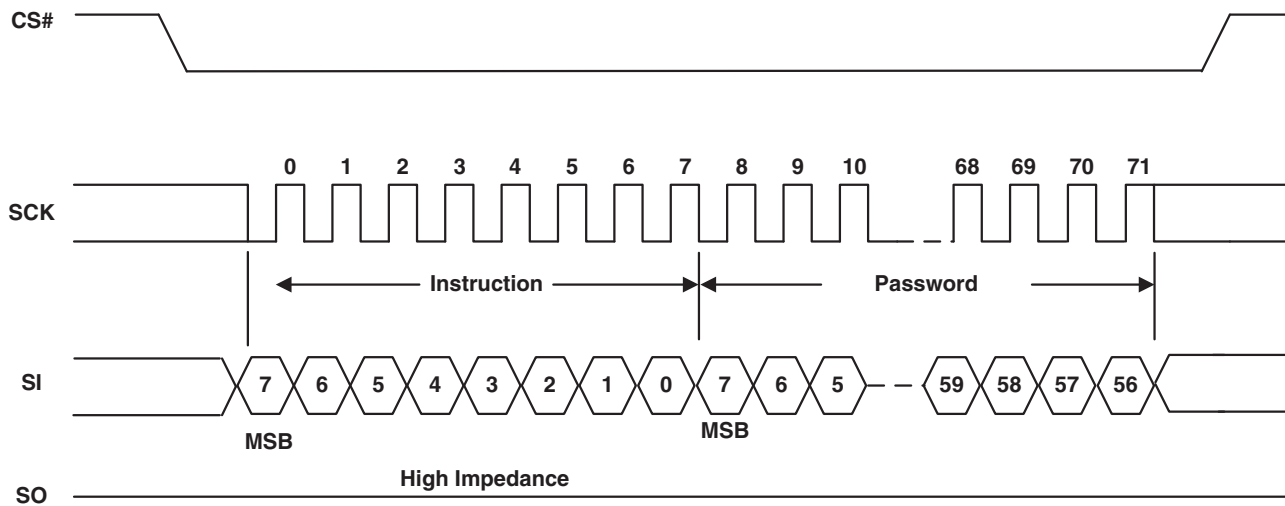 CS#
0 1 2 3 4 5 6 7 8 9 10 68 69 70 71
SCK
Instruction Password
SI 7 6 5 4 3 2 1 0 7 6 5 59 58 57 56
MSB MSB
High Impedance
SO